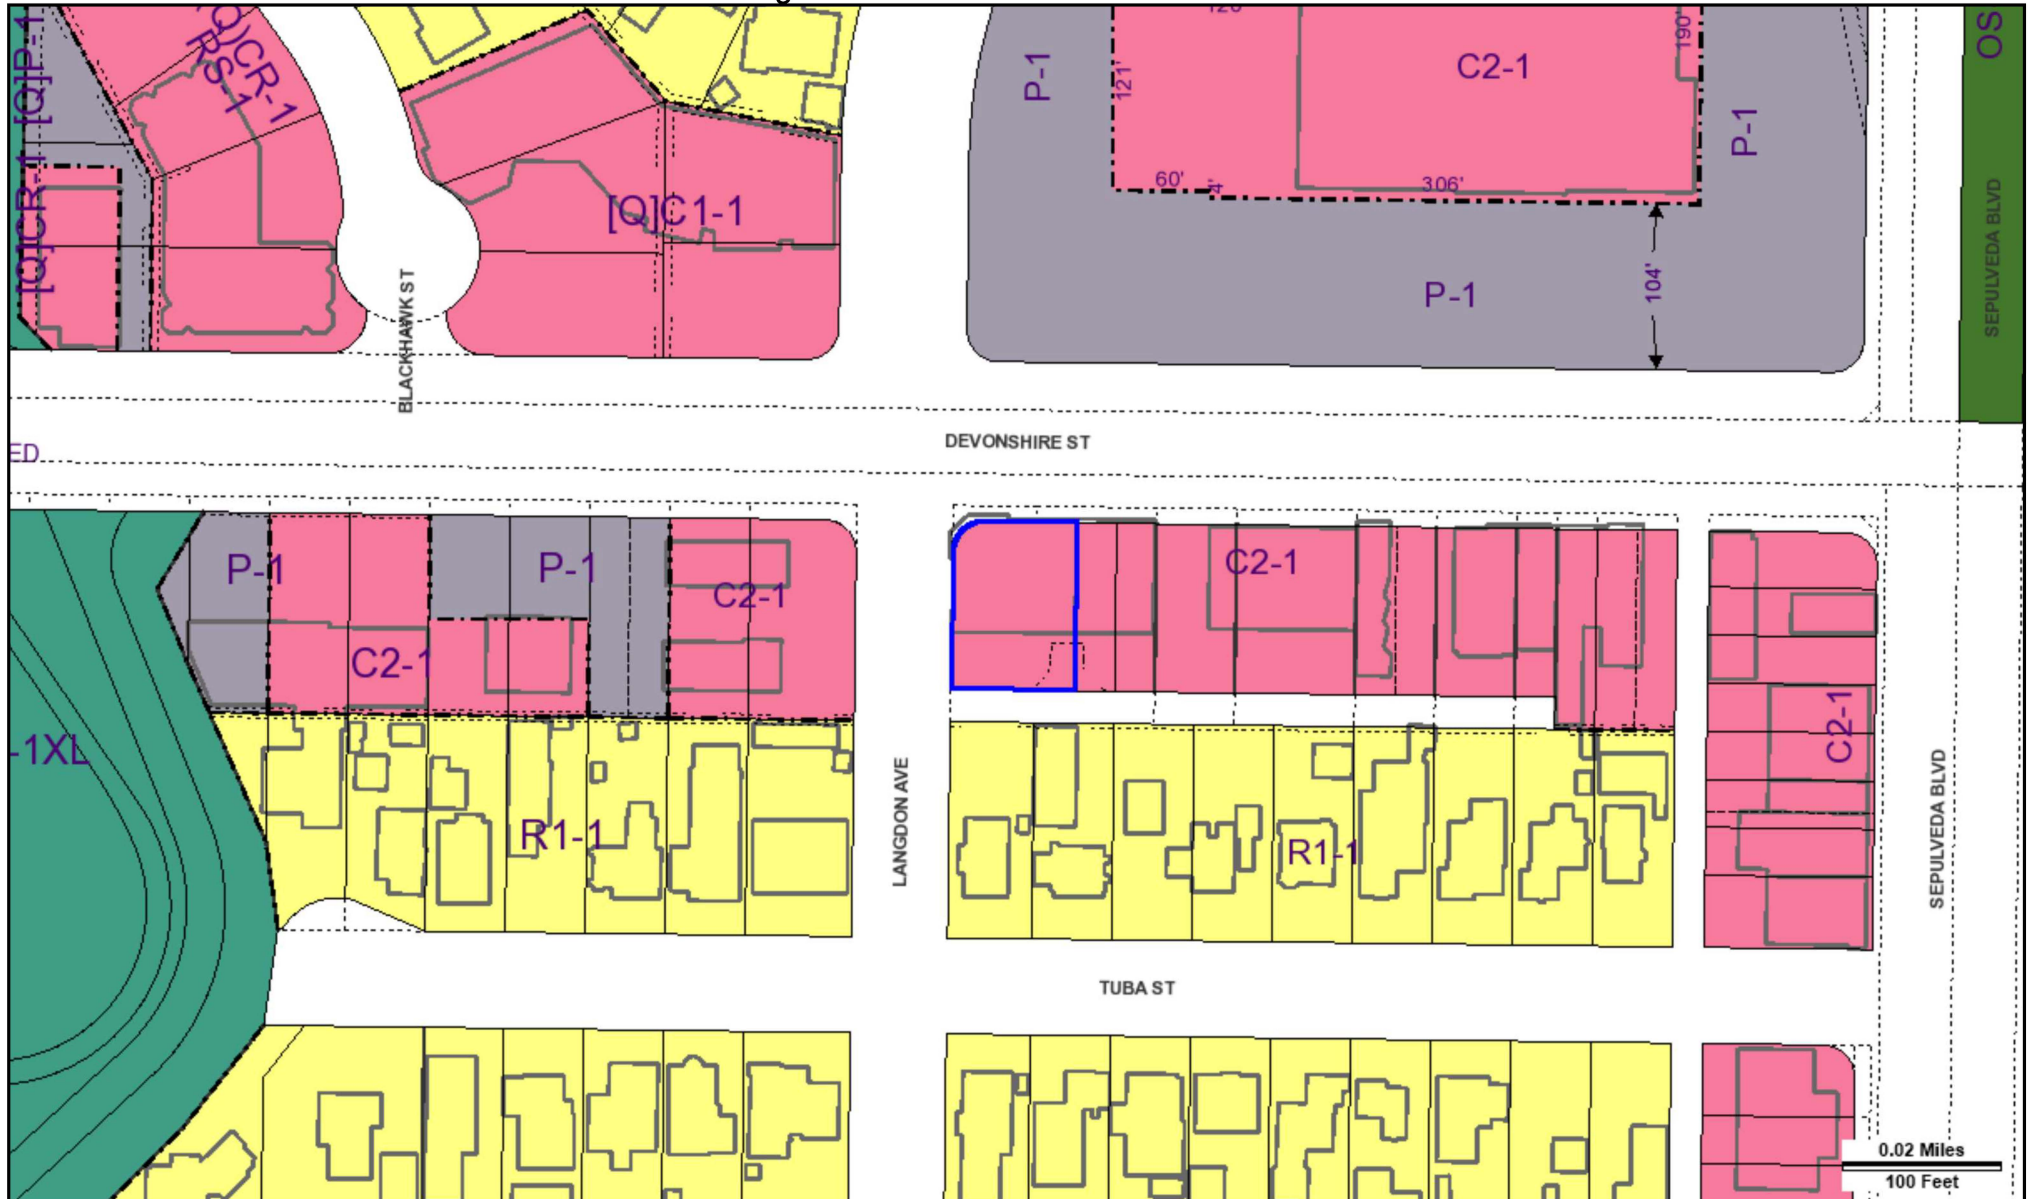 [Q]P-1
(Q)CR-1
RS-1
P-1
121'
C2-1
190'
P-1
OS
[Q]CR-1
[Q]C1-1
60'
4'
306'
P-1
104'
SEPULVEDA BLVD
BLACKHAWK ST
DEVONSHIRE ST
ED
P-1
P-1
C2-1
C2-1
C2-1
C2-1
-1XL
R1-1
LANGDON AVE
R1-1
SEPULVEDA BLVD
TUBA ST
0.02 Miles
100 Feet